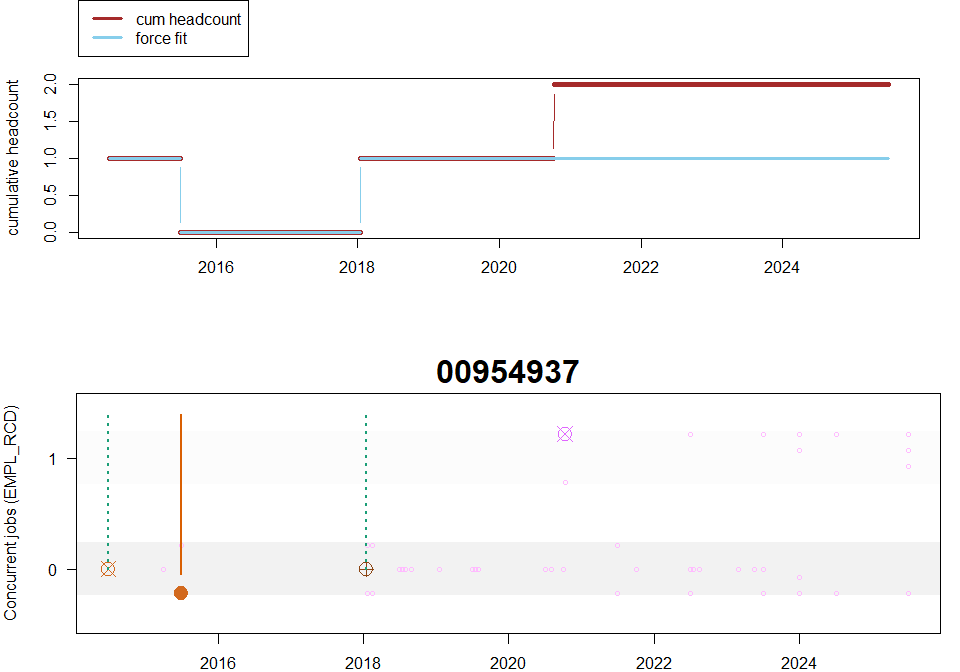 cum headcount
force fit
cumulative headcount
2.0
1.5
1.0
0.5
0.0
2016 2018 2020 2022 2024
00954937
Concurrent jobs (EMPL_RCD)
1
0
2016 2018 2020 2022 2024